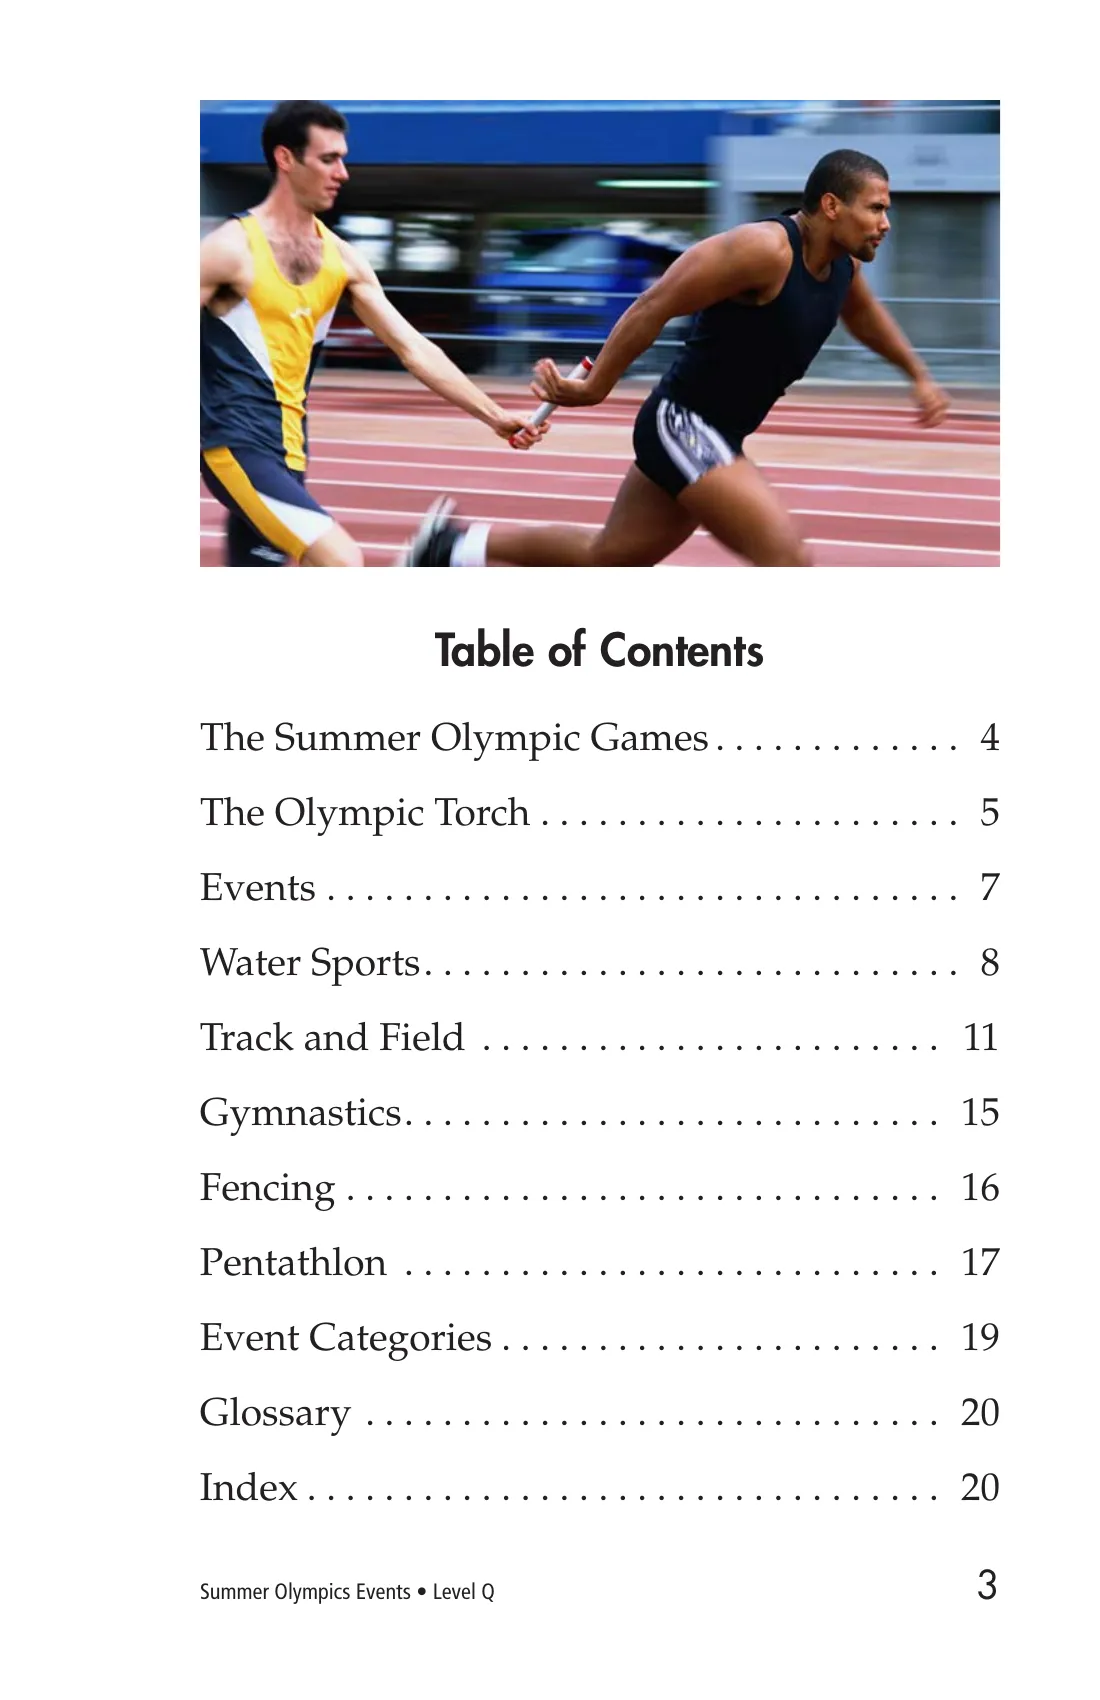 Table of Contents
The Summer Olympic Games . . . . . . . . . . . . . 4
The Olympic Torch . . . . . . . . . . . . . . . . . . . . . . 5
Events . . . . . . . . . . . . . . . . . . . . . . . . . . . . . . . . . 7
Water Sports. . . . . . . . . . . . . . . . . . . . . . . . . . . . 8
Track and Field . . . . . . . . . . . . . . . . . . . . . . . . 11
Gymnastics. . . . . . . . . . . . . . . . . . . . . . . . . . . . 15
Fencing . . . . . . . . . . . . . . . . . . . . . . . . . . . . . . . 16
Pentathlon . . . . . . . . . . . . . . . . . . . . . . . . . . . . 17
Event Categories . . . . . . . . . . . . . . . . . . . . . . . 19
Glossary . . . . . . . . . . . . . . . . . . . . . . . . . . . . . . 20
Index . . . . . . . . . . . . . . . . . . . . . . . . . . . . . . . . . 20
Summer Olympics Events • Level Q 3